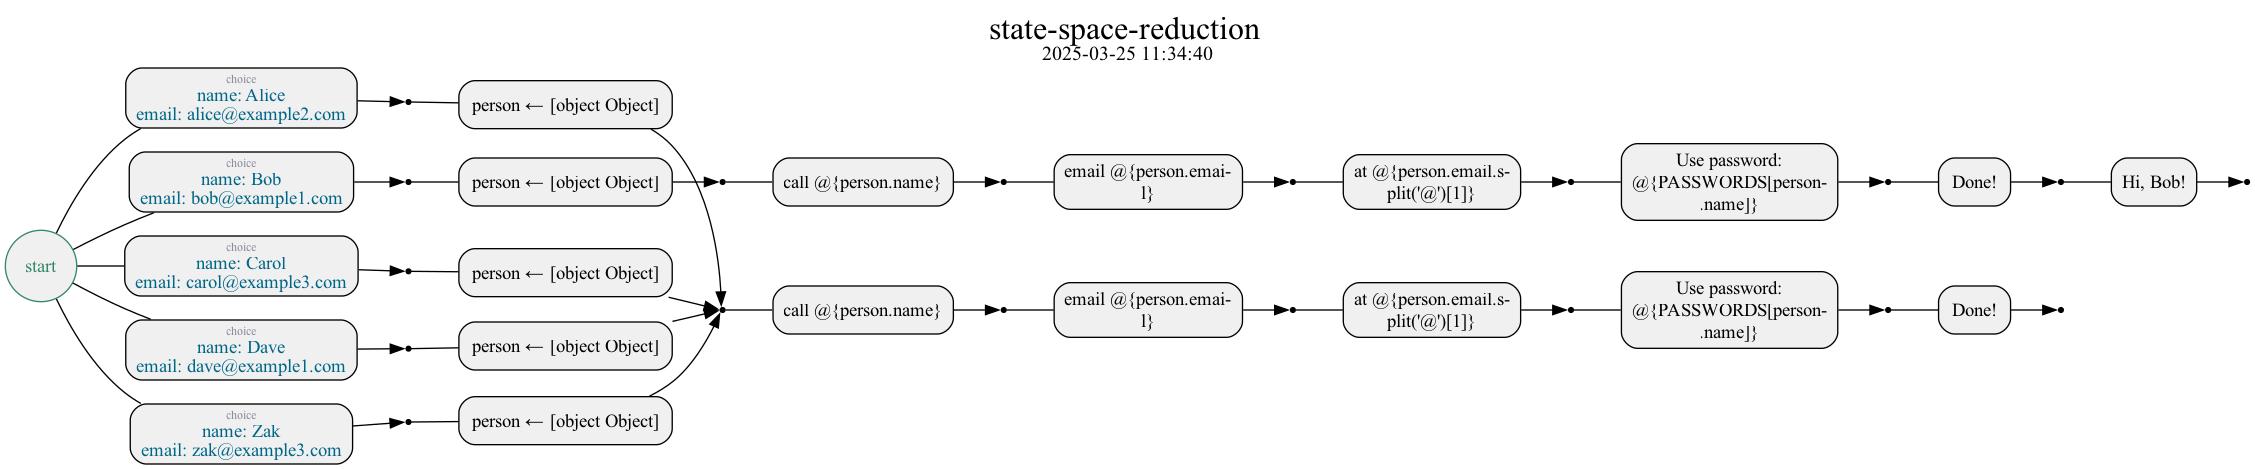 state-space-reduction
2025-03-25 11:34:40
start
choice
name: Alice
email: alice@example2.com
person ← [object Object]
choice
name: Bob
email: bob@example1.com
person ← [object Object]
call @{person.name}
email @{person.emai-
l}
at @{person.email.s-
plit('@')[1]}
Use password:
@{PASSWORDS[person-
.name]}
Done!
Hi, Bob!
choice
name: Carol
email: carol@example3.com
person ← [object Object]
choice
name: Dave
email: dave@example1.com
person ← [object Object]
choice
name: Zak
email: zak@example3.com
person ← [object Object]
call @{person.name}
email @{person.emai-
l}
at @{person.email.s-
plit('@')[1]}
Use password:
@{PASSWORDS[person-
.name]}
Done!